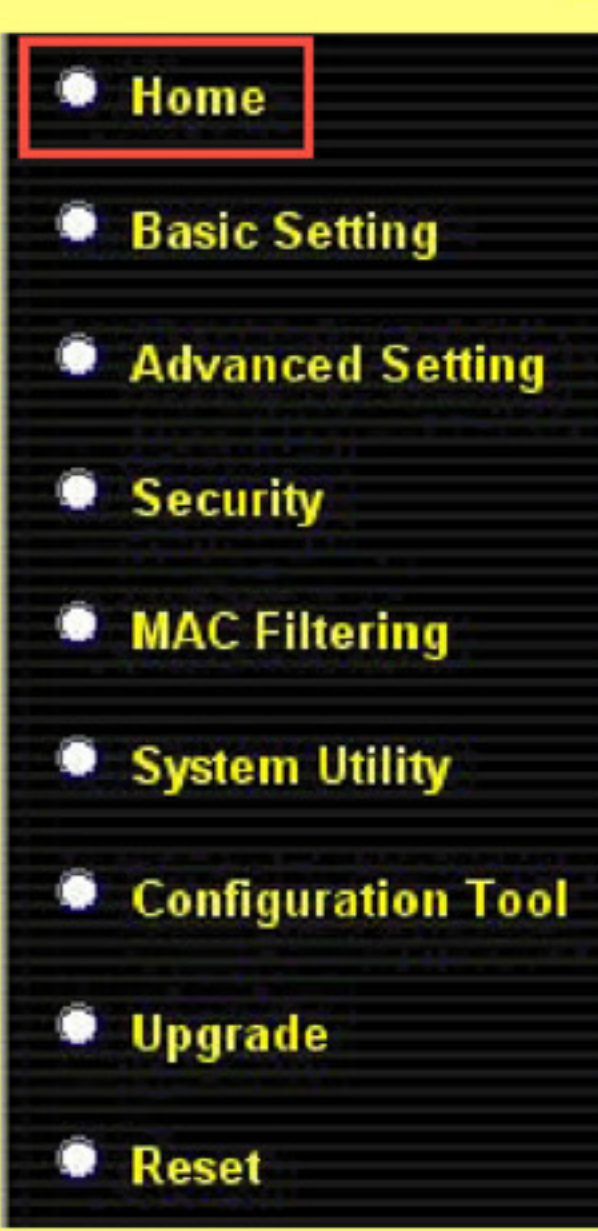 Home
Basic Setting
Advanced Setting
Security
MAC Filtering
System Utility
Configuration Tool
Upgrade
Reset